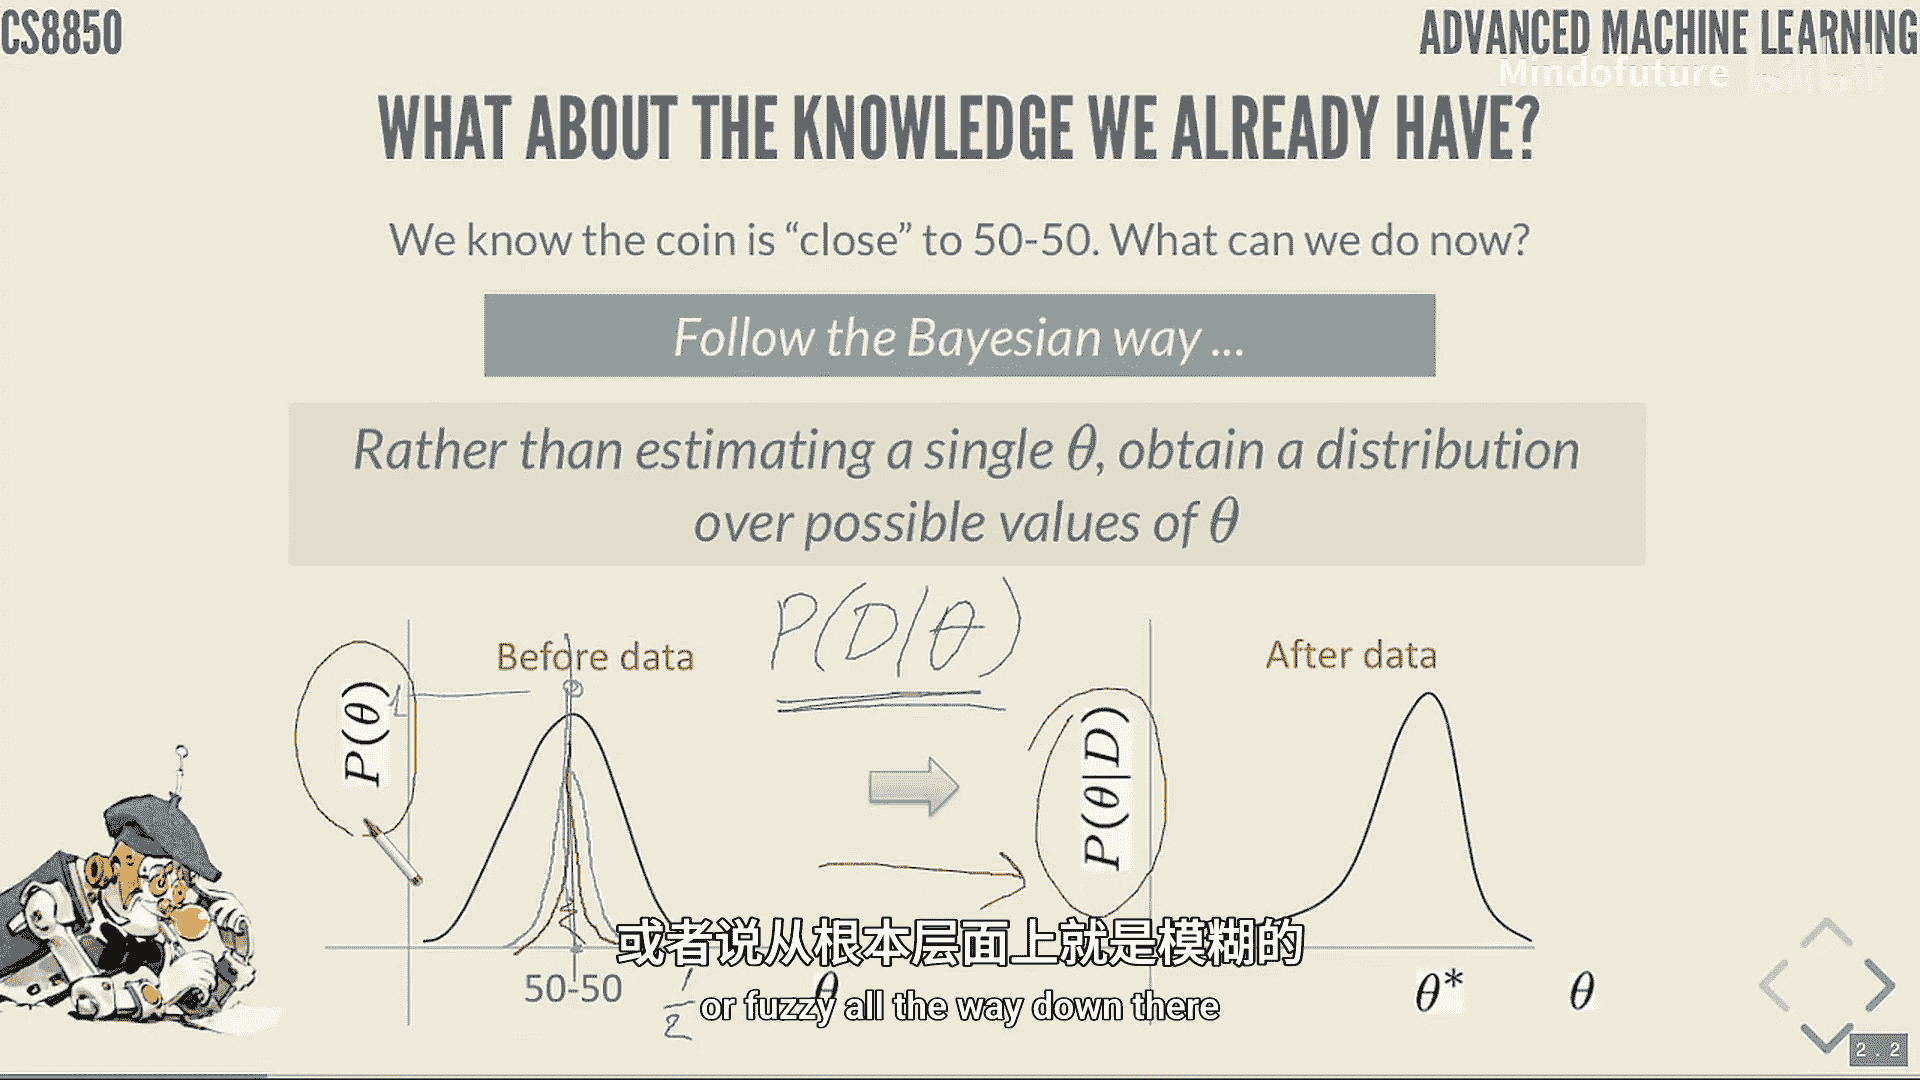 CS8850
ADVANCED MACHINE LEARNING
Mindofuture bilibili
WHAT ABOUT THE KNOWLEDGE WE ALREADY HAVE?
We know the coin is “close” to 50-50. What can we do now?
Follow the Bayesian way ...
Rather than estimating a single θ, obtain a distribution
over possible values of θ
P(D|θ)
Before data
After data
P(θ)
P(θ|D)
或者说从根本层面上就是模糊的
50-50
1/2
θ
θ*
θ
or fuzzy all the way down there
2.2